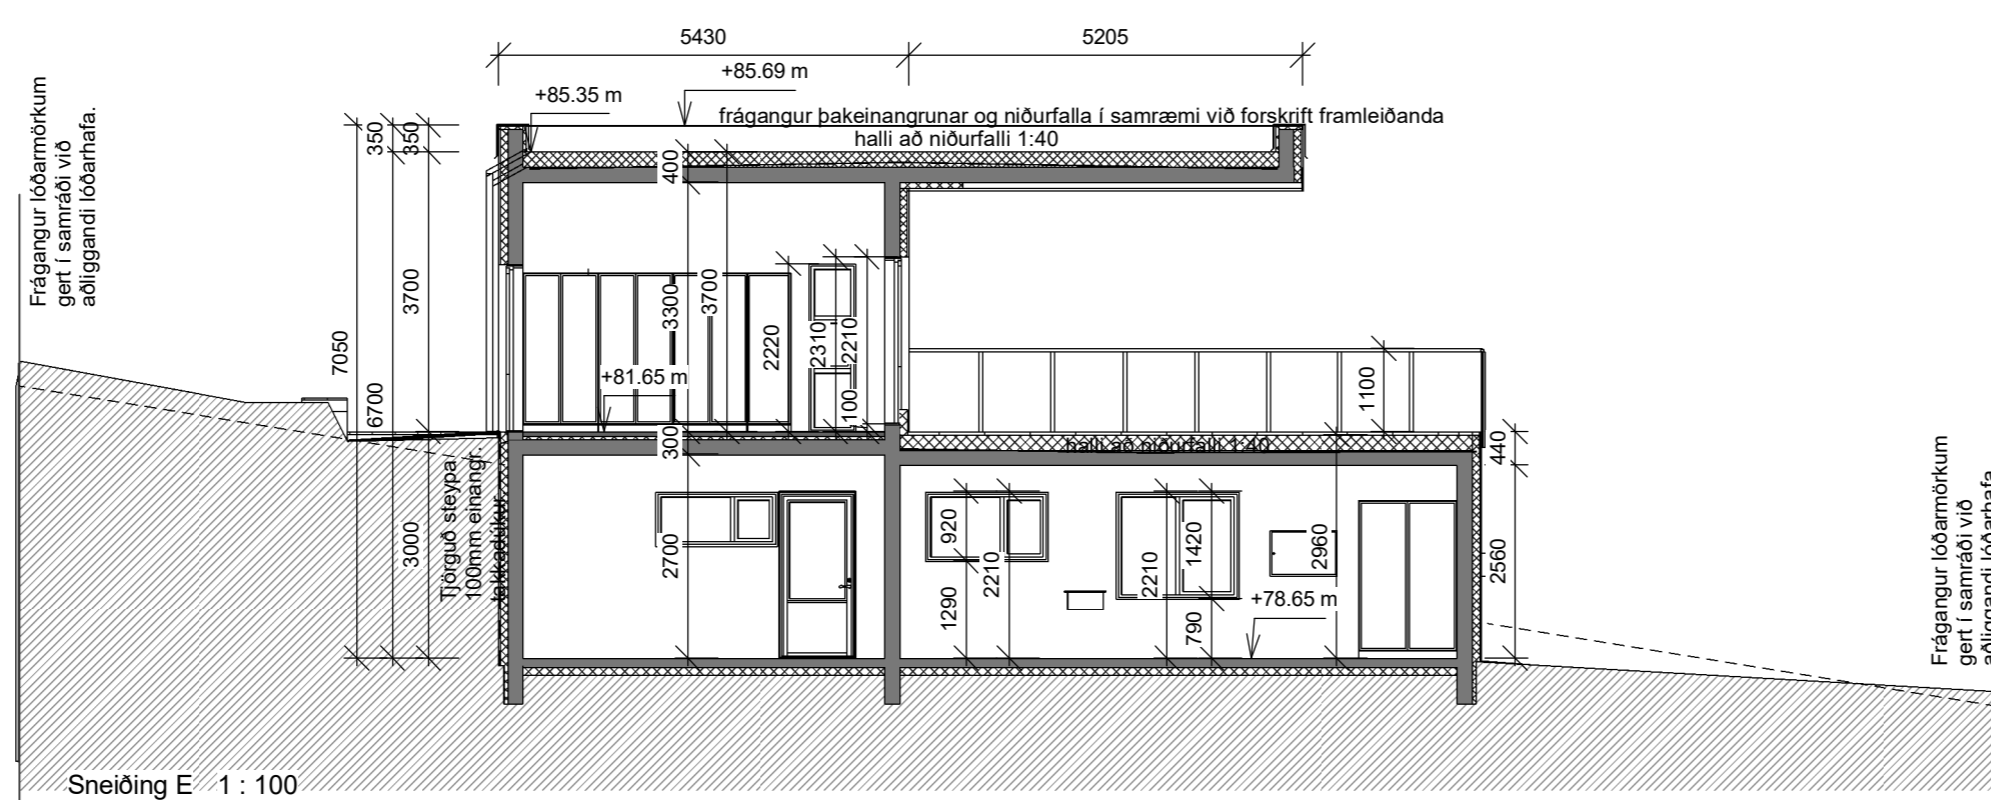 5430
5205
+85.69 m
+85.35 m
frágangur þakeinangrunar og niðurfalla í samræmi við forskrift framleiðanda
halli að niðurfalli 1:40
Frágangur lóðarmörkum
gert í samráði við
aðliggandi lóðarhafa.
350
350
400
3700
7050
6700
3300
3700
2220
2310
2210
100
+81.65 m
300
1100
halli að niðurfalli 1:40
440
Tjörguð steypa
100mm einangr.
takkadúkur
3000
2700
920
1290
2210
2210
1420
790
2960
2560
+78.65 m
Frágangur lóðarmörkum
gert í samráði við
aðliggandi lóðarhafa
Sneiðing E 1 : 100